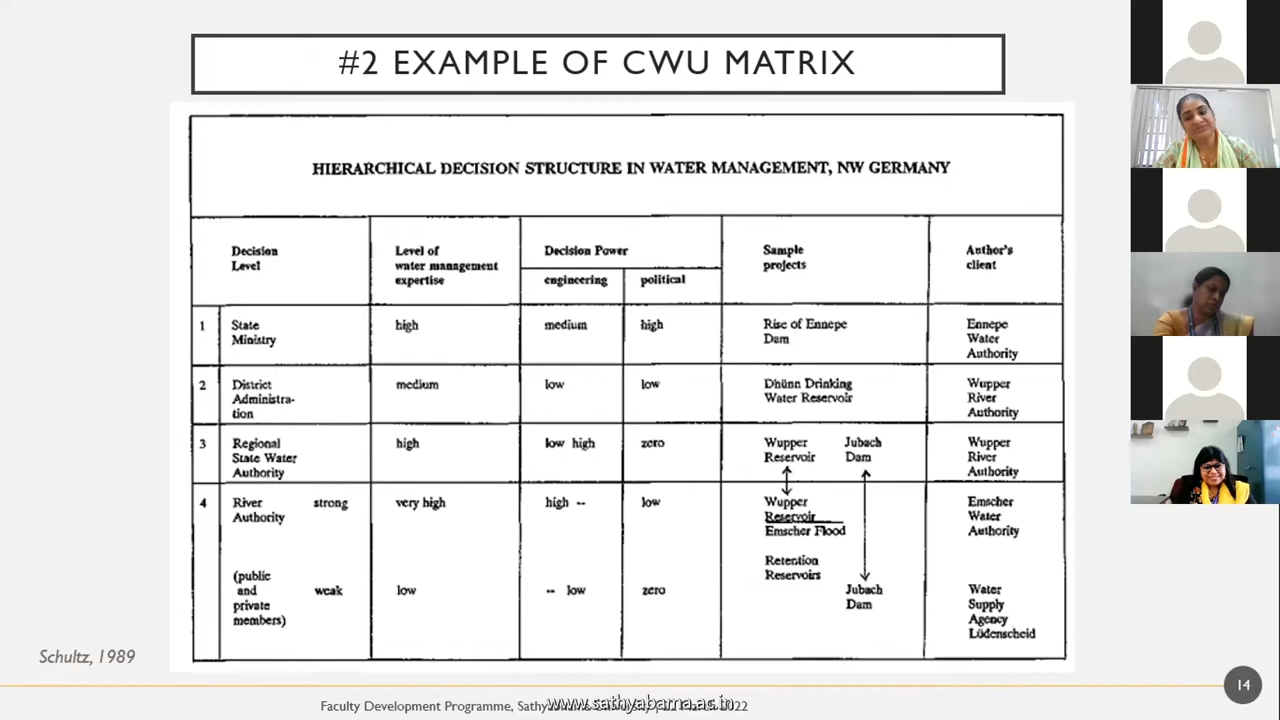 #2 EXAMPLE OF CWU MATRIX
HIERARCHICAL DECISION STRUCTURE IN WATER MANAGEMENT, NW GERMANY
Decision
Level
Level of
water management
expertise
Decision Power
engineering
political
Sample
projects
Author's
client
1
State
Ministry
high
medium
high
Rise of Ennepe
Dam
Ennepe
Water
Authority
2
District
Administra-
tion
medium
low
low
Dhünn Drinking
Water Reservoir
Wupper
River
Authority
3
Regional
State Water
Authority
high
low high
zero
Wupper
Reservoir
Jubach
Dam
Wupper
River
Authority
4
River strong
Authority
very high
high --
low
Wupper
Reservoir
Emscher Flood
Retention
Reservoirs
Emscher
Water
Authority
(public
and weak
private
members)
low
-- low
zero
Jubach
Dam
Water
Supply
Agency
Lüdenscheid
Schultz, 1989
14
Faculty Development Programme, Sathy
www.sathyabama.ac.in
2022